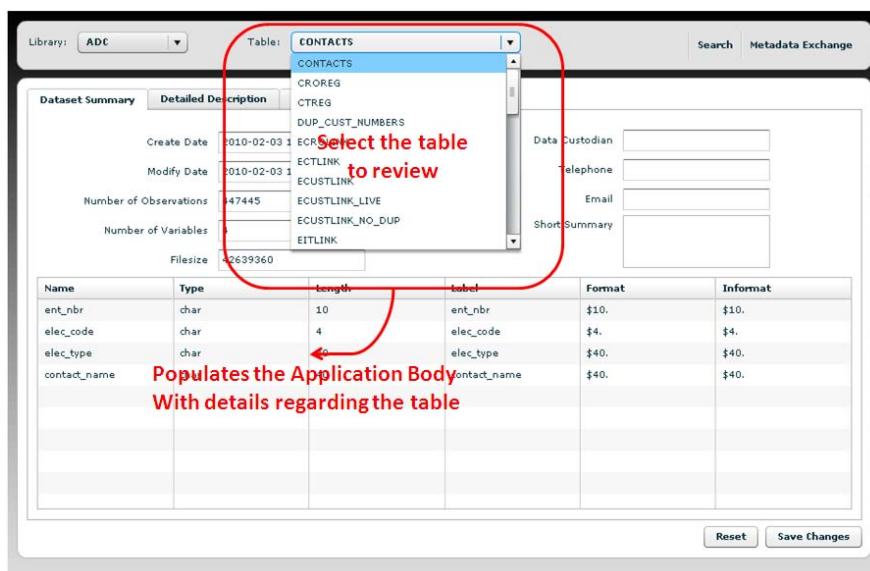 Library: ADC Table: CONTACTS Search Metadata Exchange
CONTACTS
CROREG
CTREG
DUP_CUST_NUMBERS
ECTLINK
ECUSTLINK
ECUSTLINK_LIVE
ECUSTLINK_NO_DUP
EITLINK
Select the table
to review
Dataset Summary Detailed Description
Create Date 2010-02-03
Modify Date 2010-02-03
Number of Observations 447445
Number of Variables
Filesize 42639360
Data Custodian
Telephone
Email
Short Summary
Name Type Length Label Format Informat
ent_nbr char 10 ent_nbr $10. $10.
elec_code char 4 elec_code $4. $4.
elec_type char elec_type $40. $40.
contact_name contact_name $40. $40.
Populates the Application Body
With details regarding the table
Reset Save Changes